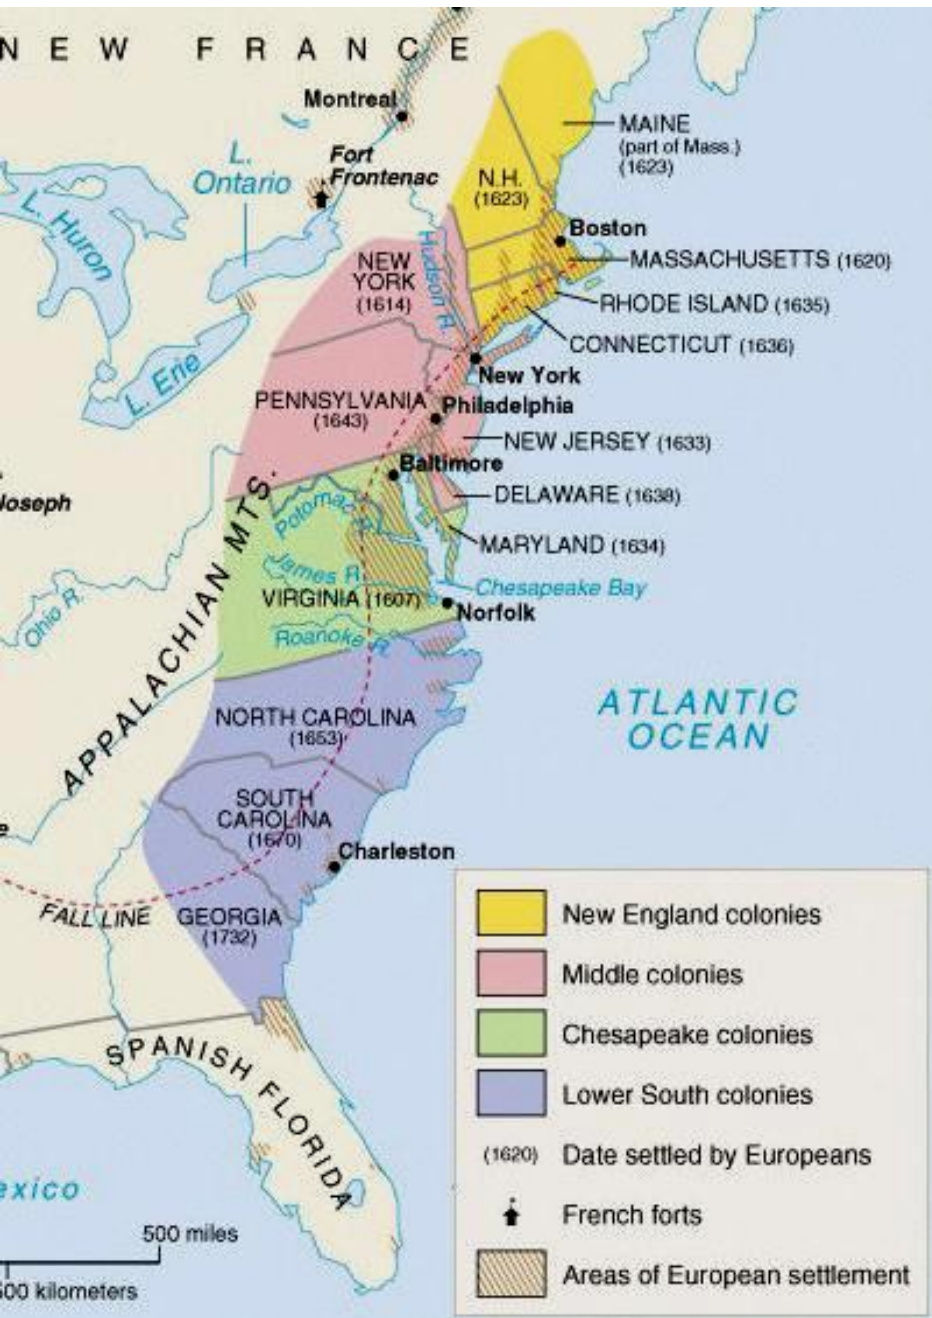 NEW FRANCE
Montreal
Fort
Frontenac
L.
Ontario
L. Huron
L. Erie
MAINE
(part of Mass.)
(1623)
N.H.
(1623)
Boston
MASSACHUSETTS (1620)
RHODE ISLAND (1635)
CONNECTICUT (1636)
Hudson R.
NEW
YORK
(1614)
New York
PENNSYLVANIA
(1643)
Philadelphia
NEW JERSEY (1633)
Baltimore
DELAWARE (1638)
MARYLAND (1634)
Joseph
APPALACHIAN MTS.
Potomac R.
James R.
VIRGINIA (1607)
Chesapeake Bay
Norfolk
Roanoke R.
Ohio R.
ATLANTIC
OCEAN
NORTH CAROLINA
(1653)
SOUTH
CAROLINA
(1670)
Charleston
FALL LINE
GEORGIA
(1732)
SPANISH FLORIDA
exico
500 miles
500 kilometers
New England colonies
Middle colonies
Chesapeake colonies
Lower South colonies
(1620) Date settled by Europeans
French forts
Areas of European settlement